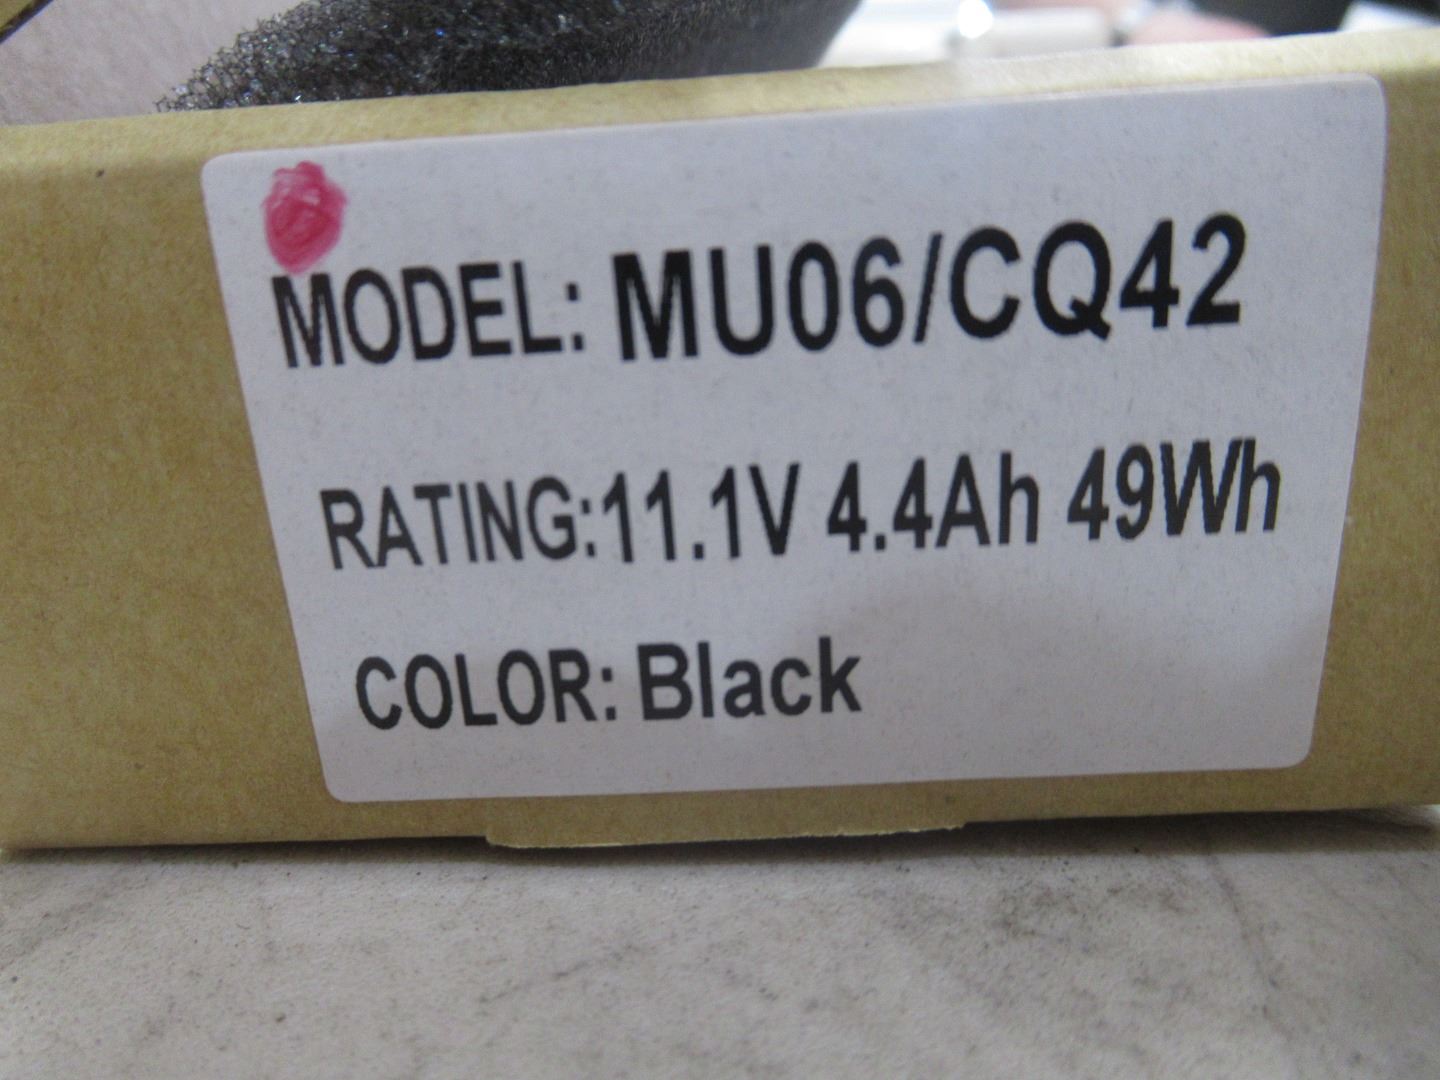 MODEL: MU06/CQ42
RATING:11.1V 4.4Ah 49Wh
COLOR: Black